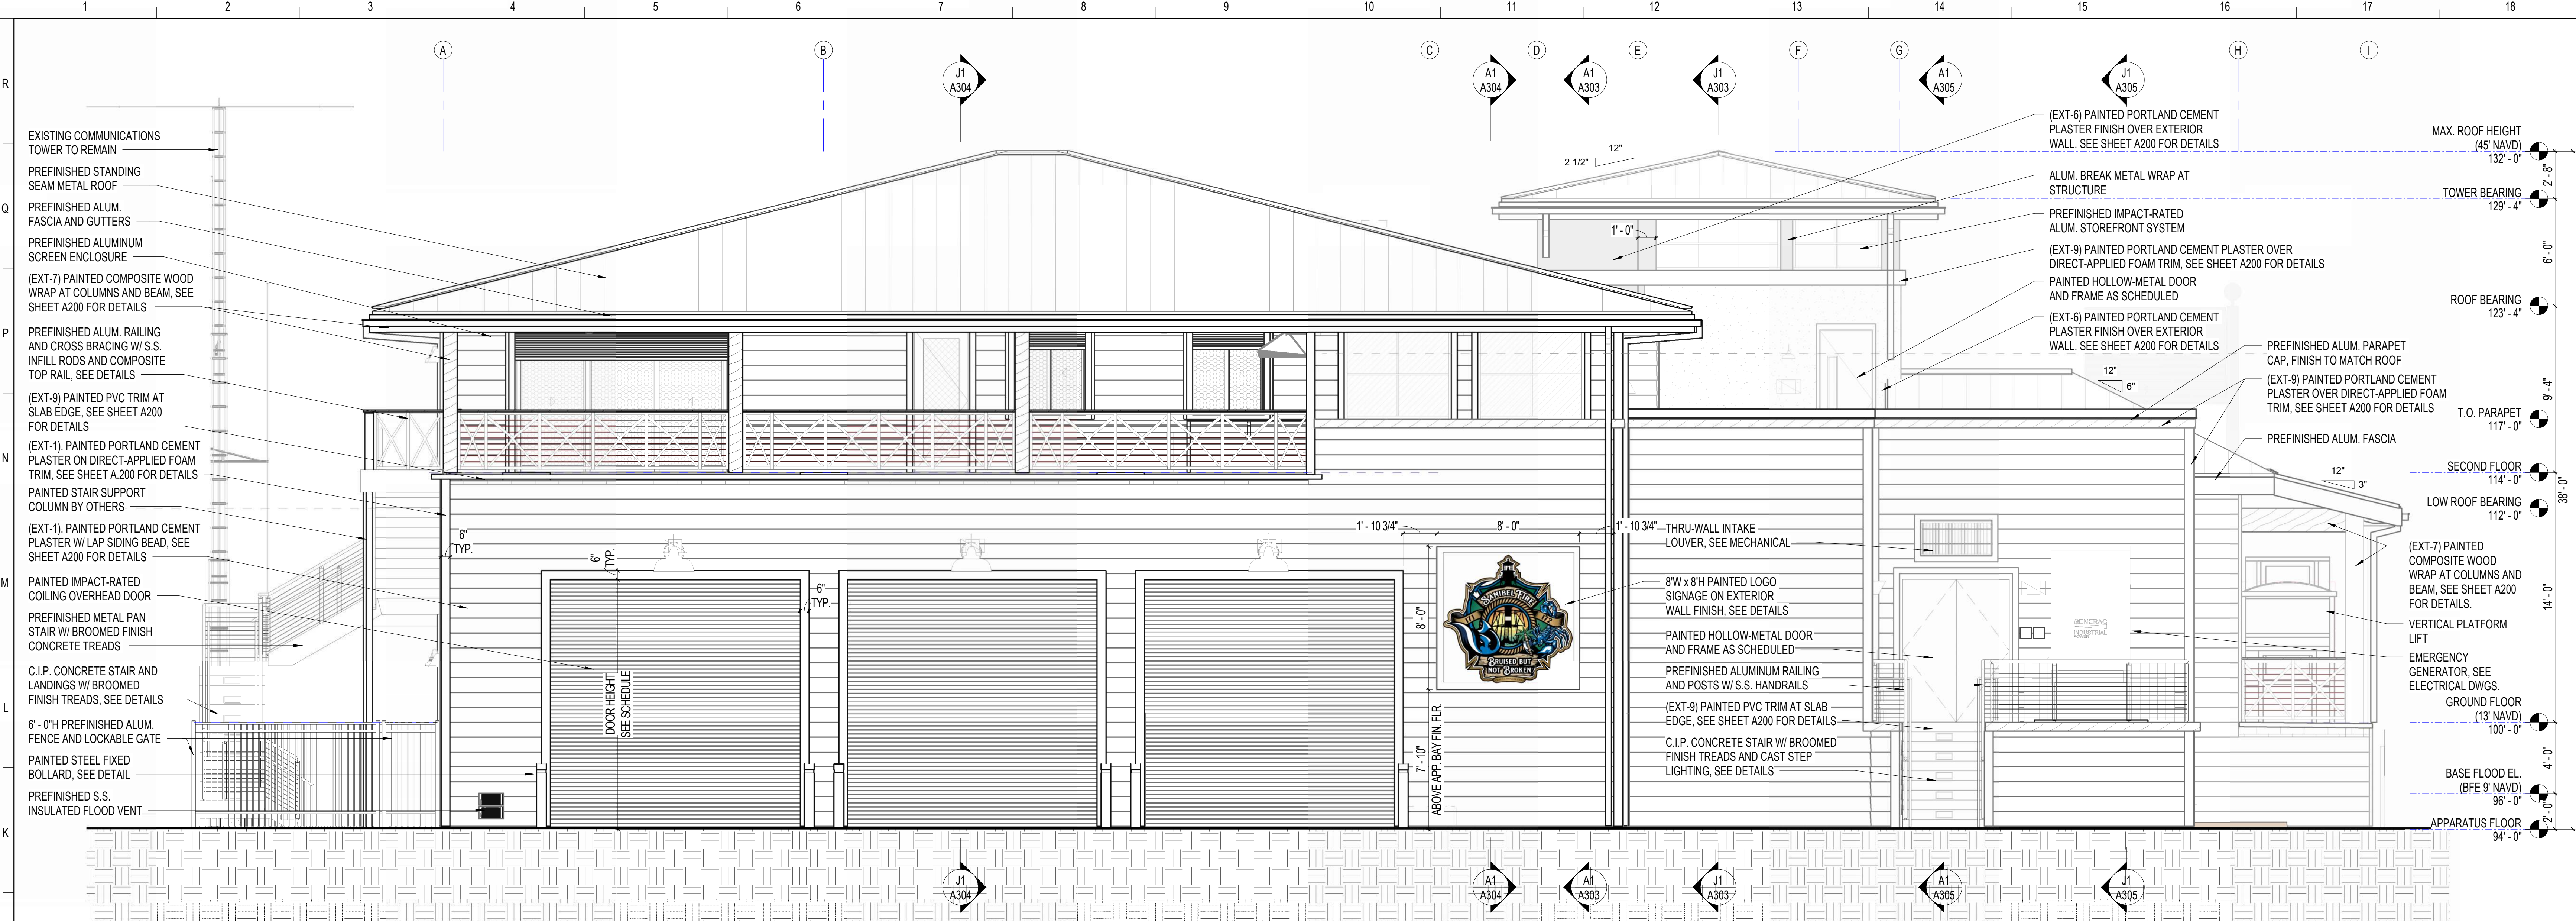 1 2 3 4 5 6 7 8 9 10 11 12 13 14 15 16 17 18
R
Q
P
N
M
L
K
A B C D E F G H I
J1
A304
A1
A304
A1
A303
J1
A303
A1
A305
J1
A305
EXISTING COMMUNICATIONS
TOWER TO REMAIN
PREFINISHED STANDING
SEAM METAL ROOF
PREFINISHED ALUM.
FASCIA AND GUTTERS
PREFINISHED ALUMINUM
SCREEN ENCLOSURE
(EXT-7) PAINTED COMPOSITE WOOD
WRAP AT COLUMNS AND BEAM, SEE
SHEET A200 FOR DETAILS
PREFINISHED ALUM. RAILING
AND CROSS BRACING W/ S.S.
INFILL RODS AND COMPOSITE
TOP RAIL, SEE DETAILS
(EXT-9) PAINTED PVC TRIM AT
SLAB EDGE, SEE SHEET A200
FOR DETAILS
(EXT-1). PAINTED PORTLAND CEMENT
PLASTER ON DIRECT-APPLIED FOAM
TRIM, SEE SHEET A.200 FOR DETAILS
PAINTED STAIR SUPPORT
COLUMN BY OTHERS
(EXT-1). PAINTED PORTLAND CEMENT
PLASTER W/ LAP SIDING BEAD, SEE
SHEET A200 FOR DETAILS
PAINTED IMPACT-RATED
COILING OVERHEAD DOOR
PREFINISHED METAL PAN
STAIR W/ BROOMED FINISH
CONCRETE TREADS
C.I.P. CONCRETE STAIR AND
LANDINGS W/ BROOMED
FINISH TREADS, SEE DETAILS
6' - 0"H PREFINISHED ALUM.
FENCE AND LOCKABLE GATE
PAINTED STEEL FIXED
BOLLARD, SEE DETAIL
PREFINISHED S.S.
INSULATED FLOOD VENT
6"
TYP.
6"
TYP.
6"
TYP.
DOOR HEIGHT
SEE SCHEDULE
1' - 10 3/4"
8' - 0"
1' - 10 3/4"
8' - 0"
7' - 10"
ABOVE APP. BAY FIN. FLR.
SANIBEL FIRE
171 172
BRUISED BUT
NOT BROKEN
12"
2 1/2"
1' - 0"
THRU-WALL INTAKE
LOUVER, SEE MECHANICAL
8'W x 8'H PAINTED LOGO
SIGNAGE ON EXTERIOR
WALL FINISH, SEE DETAILS
PAINTED HOLLOW-METAL DOOR
AND FRAME AS SCHEDULED
PREFINISHED ALUMINUM RAILING
AND POSTS W/ S.S. HANDRAILS
(EXT-9) PAINTED PVC TRIM AT SLAB
EDGE, SEE SHEET A200 FOR DETAILS
C.I.P. CONCRETE STAIR W/ BROOMED
FINISH TREADS AND CAST STEP
LIGHTING, SEE DETAILS
(EXT-6) PAINTED PORTLAND CEMENT
PLASTER FINISH OVER EXTERIOR
WALL. SEE SHEET A200 FOR DETAILS
ALUM. BREAK METAL WRAP AT
STRUCTURE
PREFINISHED IMPACT-RATED
ALUM. STOREFRONT SYSTEM
(EXT-9) PAINTED PORTLAND CEMENT PLASTER OVER
DIRECT-APPLIED FOAM TRIM, SEE SHEET A200 FOR DETAILS
PAINTED HOLLOW-METAL DOOR
AND FRAME AS SCHEDULED
(EXT-6) PAINTED PORTLAND CEMENT
PLASTER FINISH OVER EXTERIOR
WALL. SEE SHEET A200 FOR DETAILS
12"
6"
PREFINISHED ALUM. PARAPET
CAP, FINISH TO MATCH ROOF
(EXT-9) PAINTED PORTLAND CEMENT
PLASTER OVER DIRECT-APPLIED FOAM
TRIM, SEE SHEET A200 FOR DETAILS
PREFINISHED ALUM. FASCIA
12"
3"
(EXT-7) PAINTED
COMPOSITE WOOD
WRAP AT COLUMNS AND
BEAM, SEE SHEET A200
FOR DETAILS.
VERTICAL PLATFORM
LIFT
EMERGENCY
GENERATOR, SEE
ELECTRICAL DWGS.
GENERAC
INDUSTRIAL
POWER
MAX. ROOF HEIGHT
(45' NAVD)
132' - 0"
TOWER BEARING
129' - 4"
ROOF BEARING
123' - 4"
T.O. PARAPET
117' - 0"
SECOND FLOOR
114' - 0"
LOW ROOF BEARING
112' - 0"
GROUND FLOOR
(13' NAVD)
100' - 0"
BASE FLOOD EL.
(BFE 9' NAVD)
96' - 0"
APPARATUS FLOOR
94' - 0"
2' - 8"
6' - 0"
9' - 4"
14' - 0"
4' - 0"
2' - 0"
38' - 0"
J1
A304
A1
A304
A1
A303
J1
A303
A1
A305
J1
A305